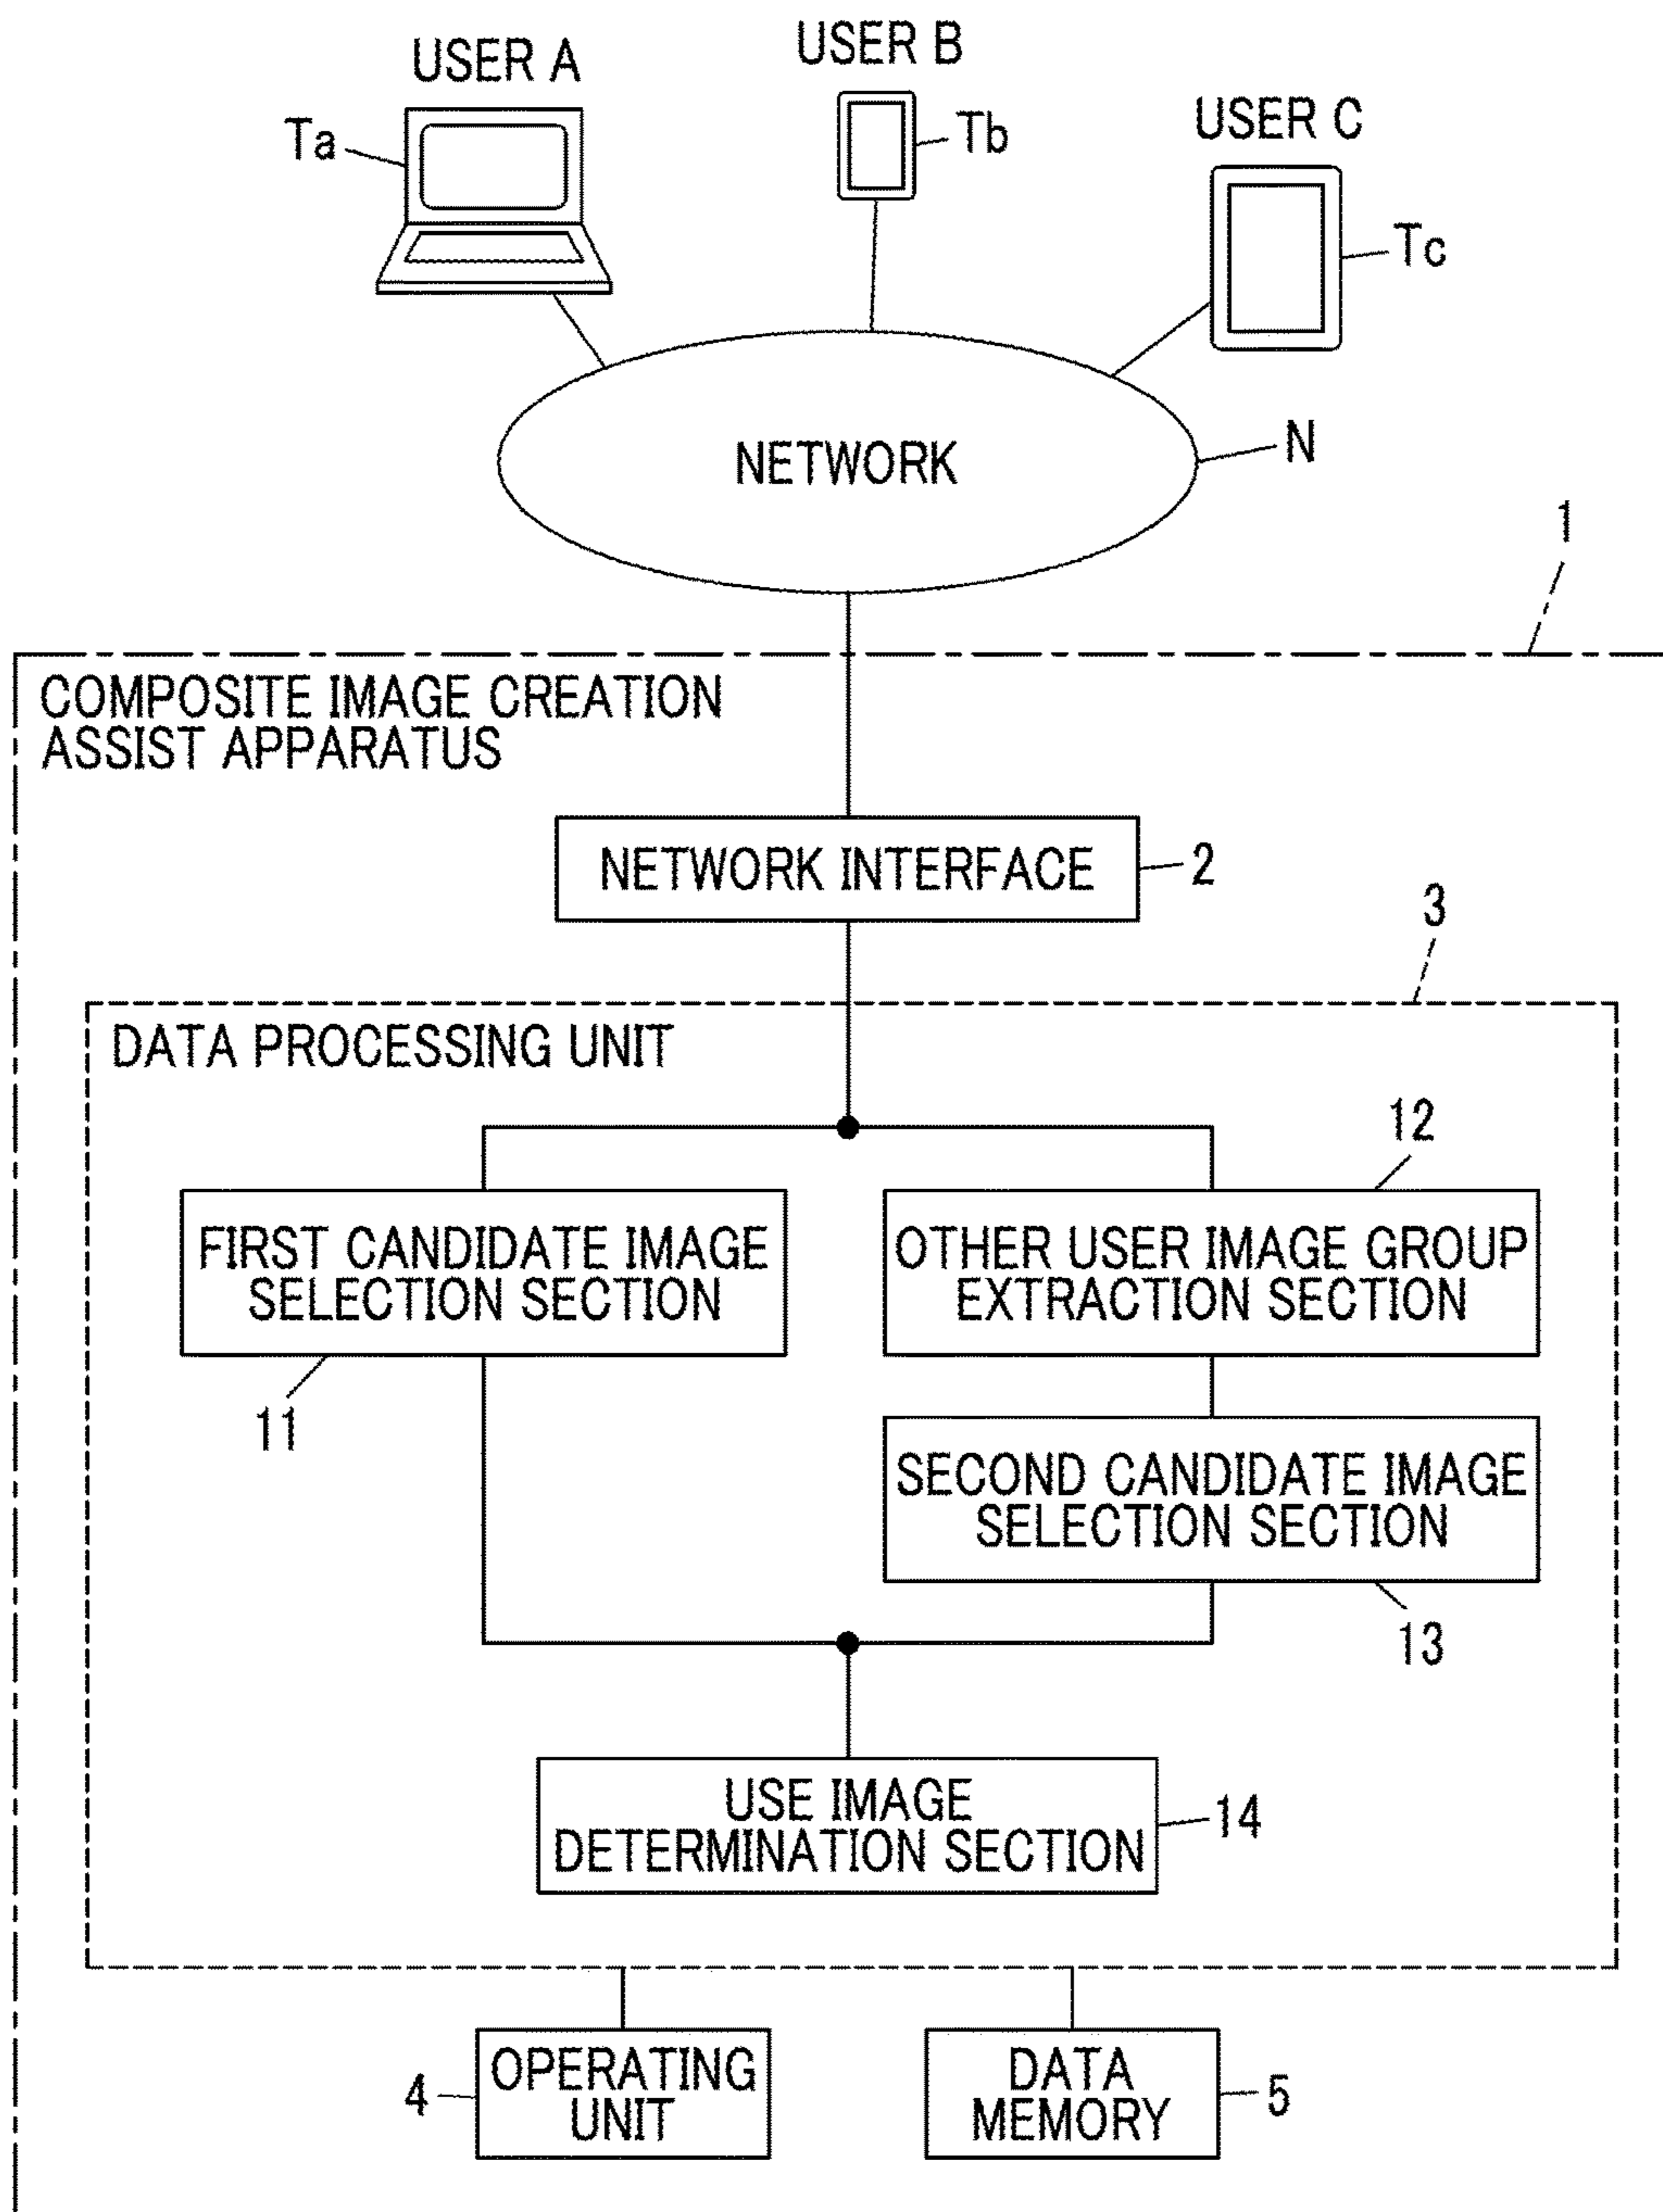 USER A
USER B
USER C
Ta
Tb
Tc
NETWORK
N
1
COMPOSITE IMAGE CREATION
ASSIST APPARATUS
NETWORK INTERFACE
2
3
DATA PROCESSING UNIT
12
FIRST CANDIDATE IMAGE
SELECTION SECTION
OTHER USER IMAGE GROUP
EXTRACTION SECTION
11
SECOND CANDIDATE IMAGE
SELECTION SECTION
13
USE IMAGE
DETERMINATION SECTION
14
4
OPERATING
UNIT
DATA
MEMORY
5